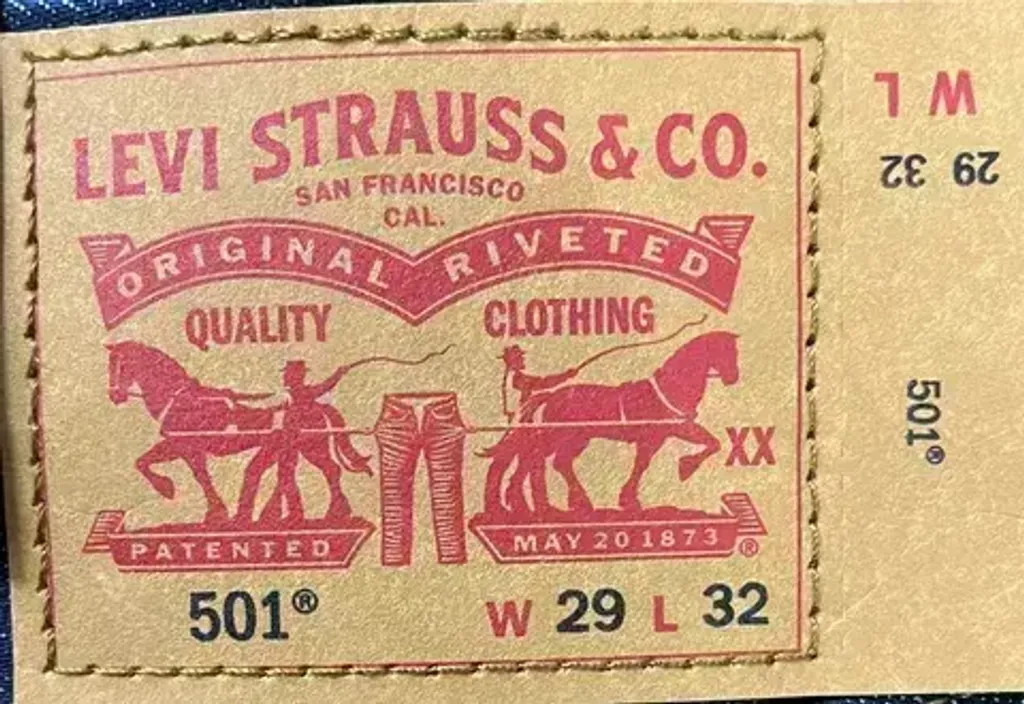 LEVI STRAUSS & CO.
SAN FRANCISCO
CAL.
ORIGINAL RIVETED
QUALITY CLOTHING
XX
PATENTED MAY 20 1873 ®
501® W 29 L 32
W L
29 32
501®